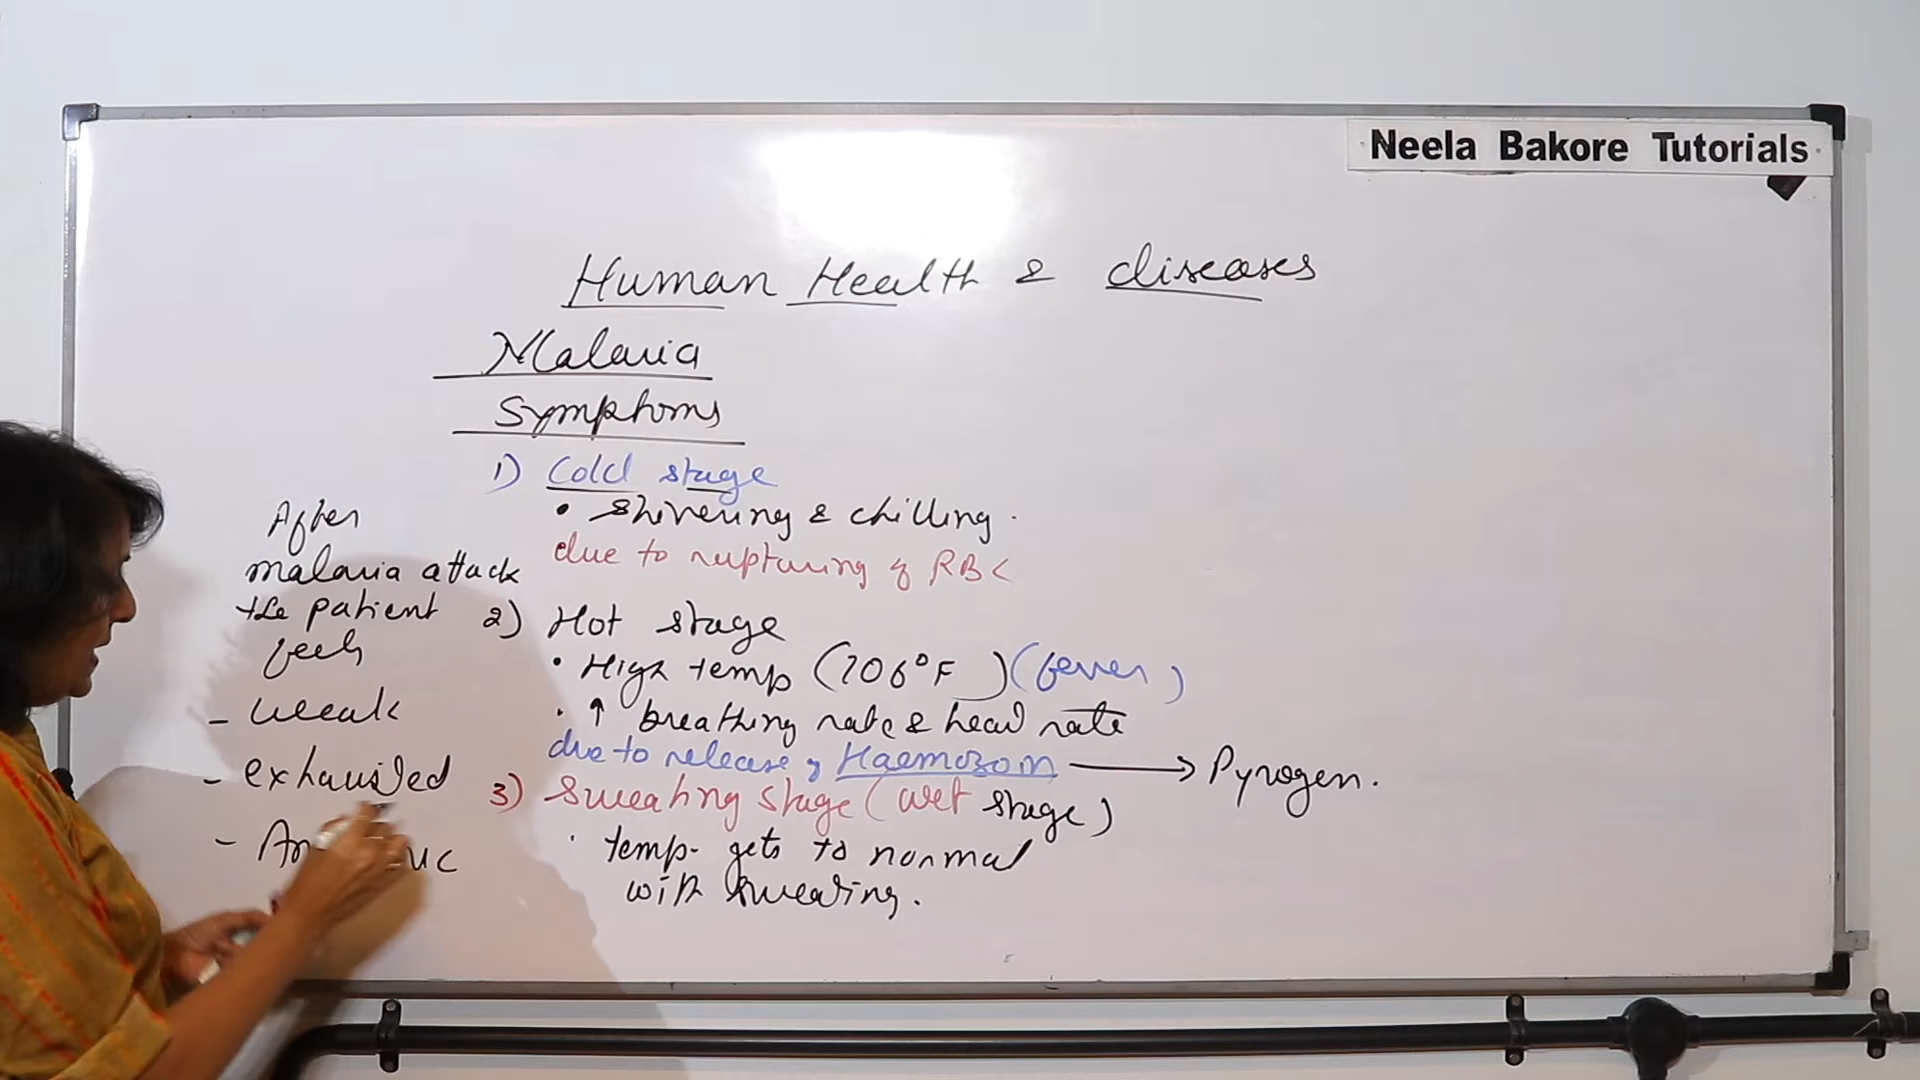 Neela Bakore Tutorials
Human Health & diseases
Malaria
Symptoms
1) Cold stage
• Shivering & chilling.
due to rupturing of RBC
2) Hot stage
• High temp (106°F) (fever)
• ↑ breathing rate & heart rate
due to release of Haemozoin → Pyrogen.
3) Sweating stage (wet stage)
• temp. gets to normal
with sweating.
After
malaria attack
the patient
feels
- weak
- exhausted